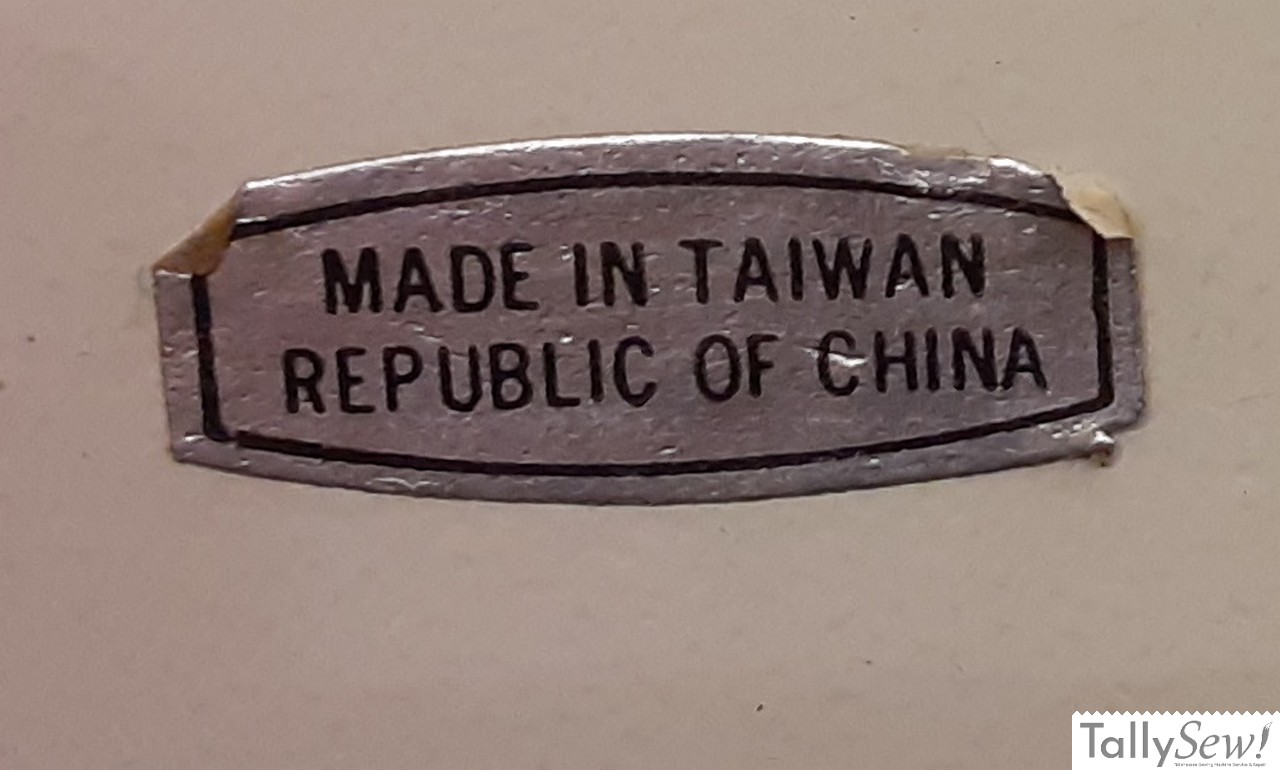 MADE IN TAIWAN
REPUBLIC OF CHINA
TallySew!